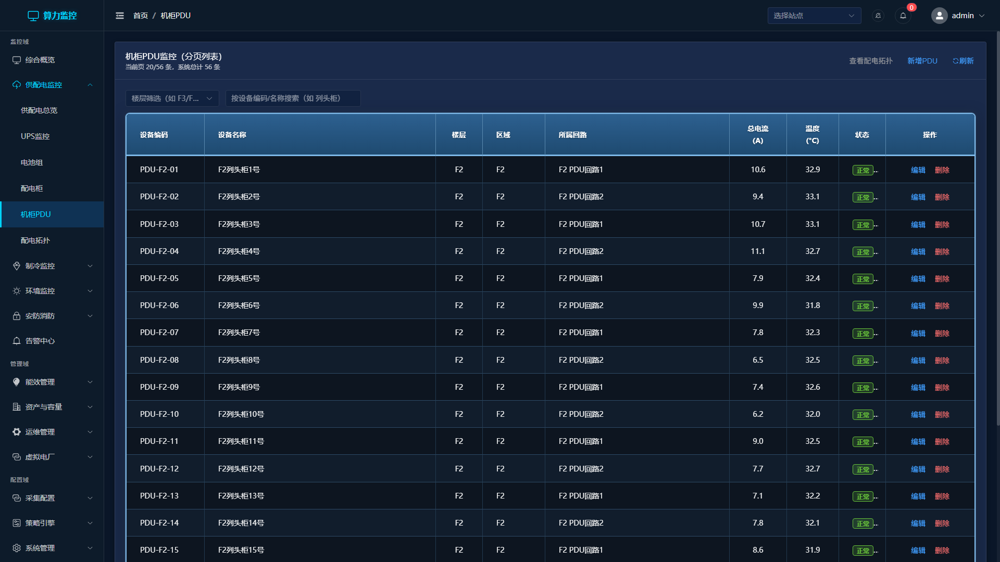 算力监控
首页 / 机柜PDU
选择站点
0
admin
监控域
综合概览
供配电监控
供配电总览
UPS监控
电池组
配电柜
机柜PDU
配电拓扑
制冷监控
环境监控
安防消防
告警中心
管理域
能效管理
资产与容量
运维管理
虚拟电厂
配置域
采集配置
策略引擎
系统管理
机柜PDU监控（分页列表）
当前页 20/56 条，系统总计 56 条
查看配电拓扑 新增PDU 刷新
楼层筛选（如 F3/F... 按设备编码/名称搜索（如 列头柜）
设备编码 设备名称 楼层 区域 所属回路 总电流 (A) 温度 (°C) 状态 操作
PDU-F2-01 F2列头柜1号 F2 F2 F2 PDU回路1 10.6 32.9 正常... 编辑 删除
PDU-F2-02 F2列头柜2号 F2 F2 F2 PDU回路2 9.4 33.1 正常... 编辑 删除
PDU-F2-03 F2列头柜3号 F2 F2 F2 PDU回路1 10.7 33.1 正常... 编辑 删除
PDU-F2-04 F2列头柜4号 F2 F2 F2 PDU回路2 11.1 32.7 正常... 编辑 删除
PDU-F2-05 F2列头柜5号 F2 F2 F2 PDU回路1 7.9 32.4 正常... 编辑 删除
PDU-F2-06 F2列头柜6号 F2 F2 F2 PDU回路2 9.9 31.8 正常... 编辑 删除
PDU-F2-07 F2列头柜7号 F2 F2 F2 PDU回路1 7.8 32.3 正常... 编辑 删除
PDU-F2-08 F2列头柜8号 F2 F2 F2 PDU回路2 6.5 32.5 正常... 编辑 删除
PDU-F2-09 F2列头柜9号 F2 F2 F2 PDU回路1 7.4 32.6 正常... 编辑 删除
PDU-F2-10 F2列头柜10号 F2 F2 F2 PDU回路2 6.2 32.0 正常... 编辑 删除
PDU-F2-11 F2列头柜11号 F2 F2 F2 PDU回路1 9.0 32.5 正常... 编辑 删除
PDU-F2-12 F2列头柜12号 F2 F2 F2 PDU回路2 7.7 32.7 正常... 编辑 删除
PDU-F2-13 F2列头柜13号 F2 F2 F2 PDU回路1 7.1 32.2 正常... 编辑 删除
PDU-F2-14 F2列头柜14号 F2 F2 F2 PDU回路2 7.8 32.1 正常... 编辑 删除
PDU-F2-15 F2列头柜15号 F2 F2 F2 PDU回路1 8.6 31.9 正常... 编辑 删除